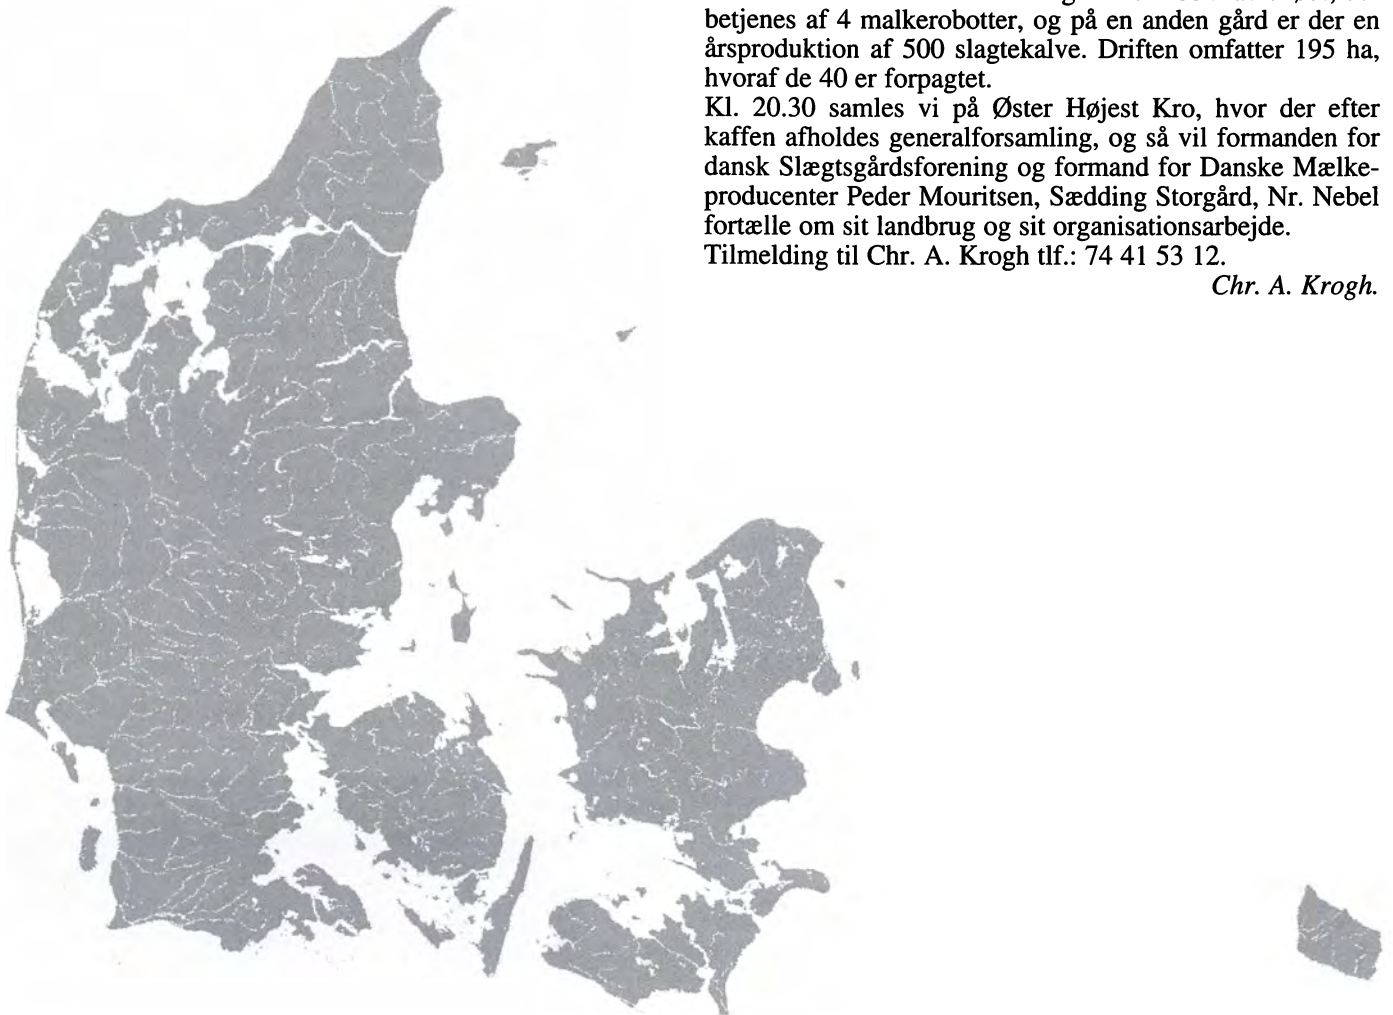 betjenes af 4 malkerobotter, og på en anden gård er der en
årsproduktion af 500 slagtekalve. Driften omfatter 195 ha,
hvoraf de 40 er forpagtet.
Kl. 20.30 samles vi på Øster Højest Kro, hvor der efter
kaffen afholdes generalforsamling, og så vil formanden for
dansk Slægtsgårdsforening og formand for Danske Mælke-
producenter Peder Mouritsen, Sædding Storgård, Nr. Nebel
fortælle om sit landbrug og sit organisationsarbejde.
Tilmelding til Chr. A. Krogh tlf.: 74 41 53 12.
Chr. A. Krogh.